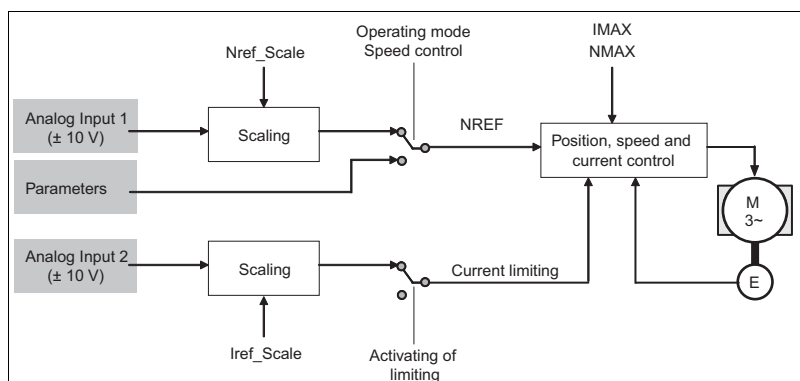 Operating mode
Speed control
IMAX
NMAX
Nref_Scale
Analog Input 1
(± 10 V)
Scaling
NREF
Position, speed and
current control
Parameters
M
3~
Analog Input 2
(± 10 V)
Scaling
Current limiting
E
Iref_Scale
Activating of
limiting